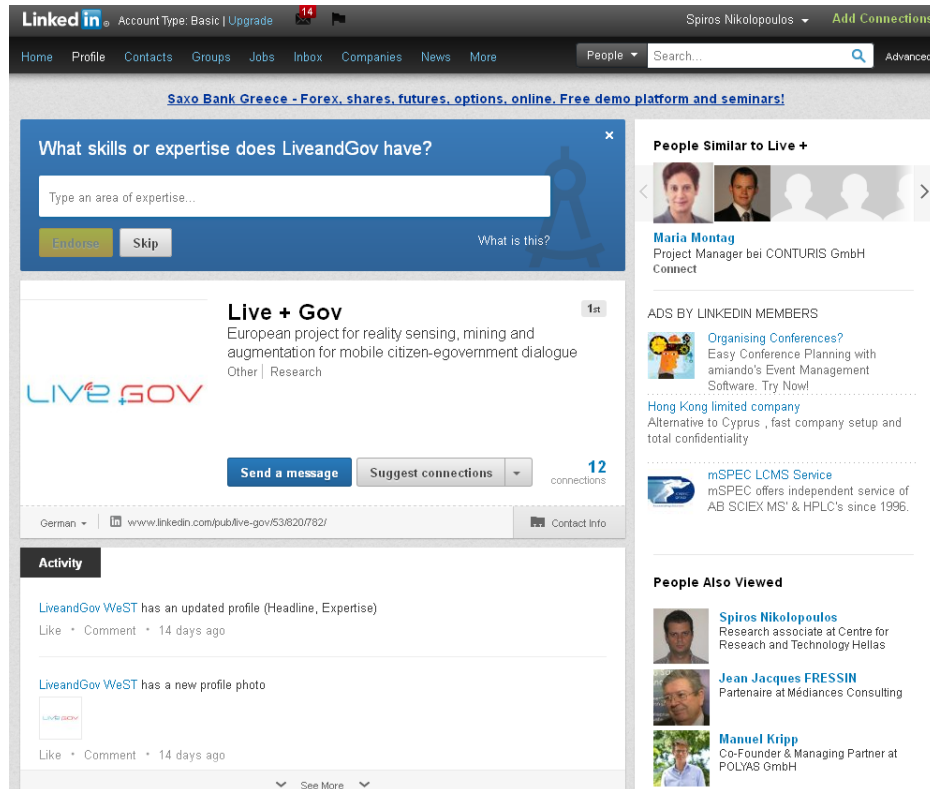 Linked in ® Account Type: Basic | Upgrade 14 Spiros Nikolopoulos Add Connections
Home Profile Contacts Groups Jobs Inbox Companies News More People Search... Advanced
Saxo Bank Greece - Forex, shares, futures, options, online. Free demo platform and seminars!
What skills or expertise does LiveandGov have? ×
Type an area of expertise...
Endorse Skip What is this?
Live + Gov 1st
European project for reality sensing, mining and
augmentation for mobile citizen-egovernment dialogue
Other | Research
LIVE+GOV
Send a message Suggest connections 12
connections
German in www.linkedin.com/pub/live-gov/53/820/782/ Contact Info
Activity
LiveandGov WeST has an updated profile (Headline, Expertise)
Like • Comment • 14 days ago
LiveandGov WeST has a new profile photo
LIVE+GOV
Like • Comment • 14 days ago
See More
People Similar to Live +
Maria Montag
Project Manager bei CONTURIS GmbH
Connect
ADS BY LINKEDIN MEMBERS
Organising Conferences?
Easy Conference Planning with
amiando's Event Management
Software. Try Now!
Hong Kong limited company
Alternative to Cyprus , fast company setup and
total confidentiality
mSPEC LCMS Service
mSPEC offers independent service of
AB SCIEX MS' & HPLC's since 1996.
People Also Viewed
Spiros Nikolopoulos
Research associate at Centre for
Reseach and Technology Hellas
Jean Jacques FRESSIN
Partenaire at Médiances Consulting
Manuel Kripp
Co-Founder & Managing Partner at
POLYAS GmbH